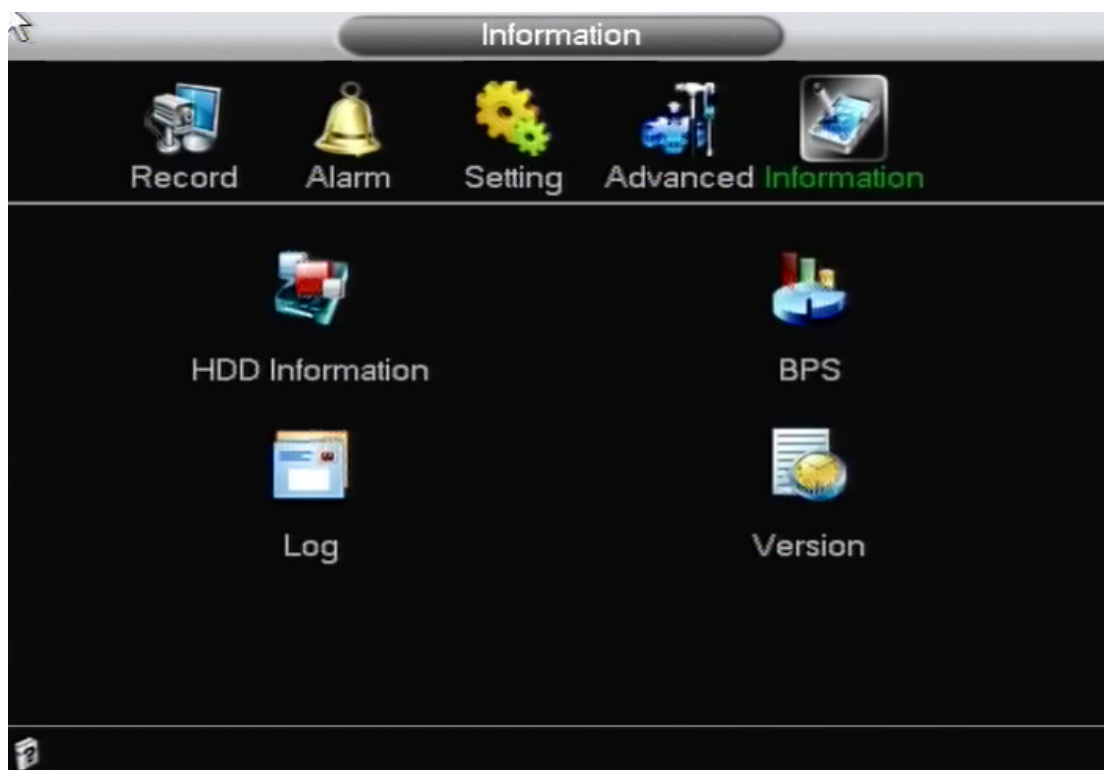 Information
Record Alarm Setting Advanced Information
HDD Information BPS
Log Version